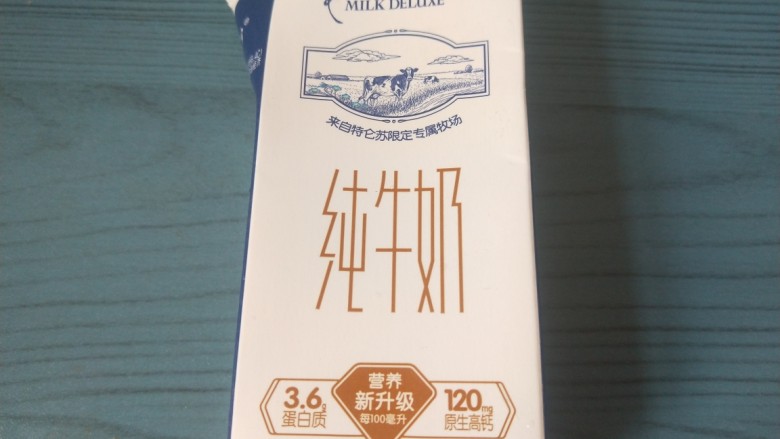 MILK DELUXE
来自特仑苏限定专属牧场
纯牛奶
3.6g
蛋白质
营养
新升级
每100毫升
120mg
原生高钙